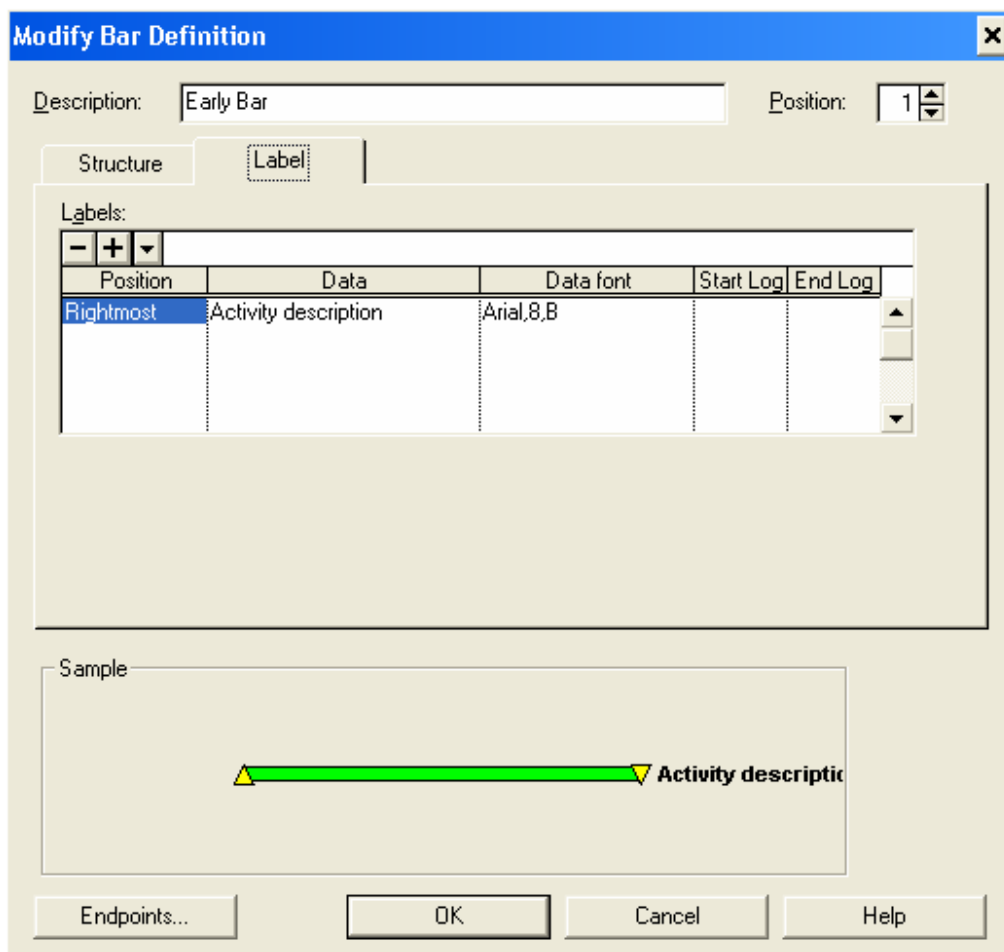 Modify Bar Definition
Description: Early Bar Position: 1
Structure Label
Labels:
Position Data Data font Start Log End Log
Rightmost Activity description Arial,8,B
Sample
Activity descriptic
Endpoints... OK Cancel Help